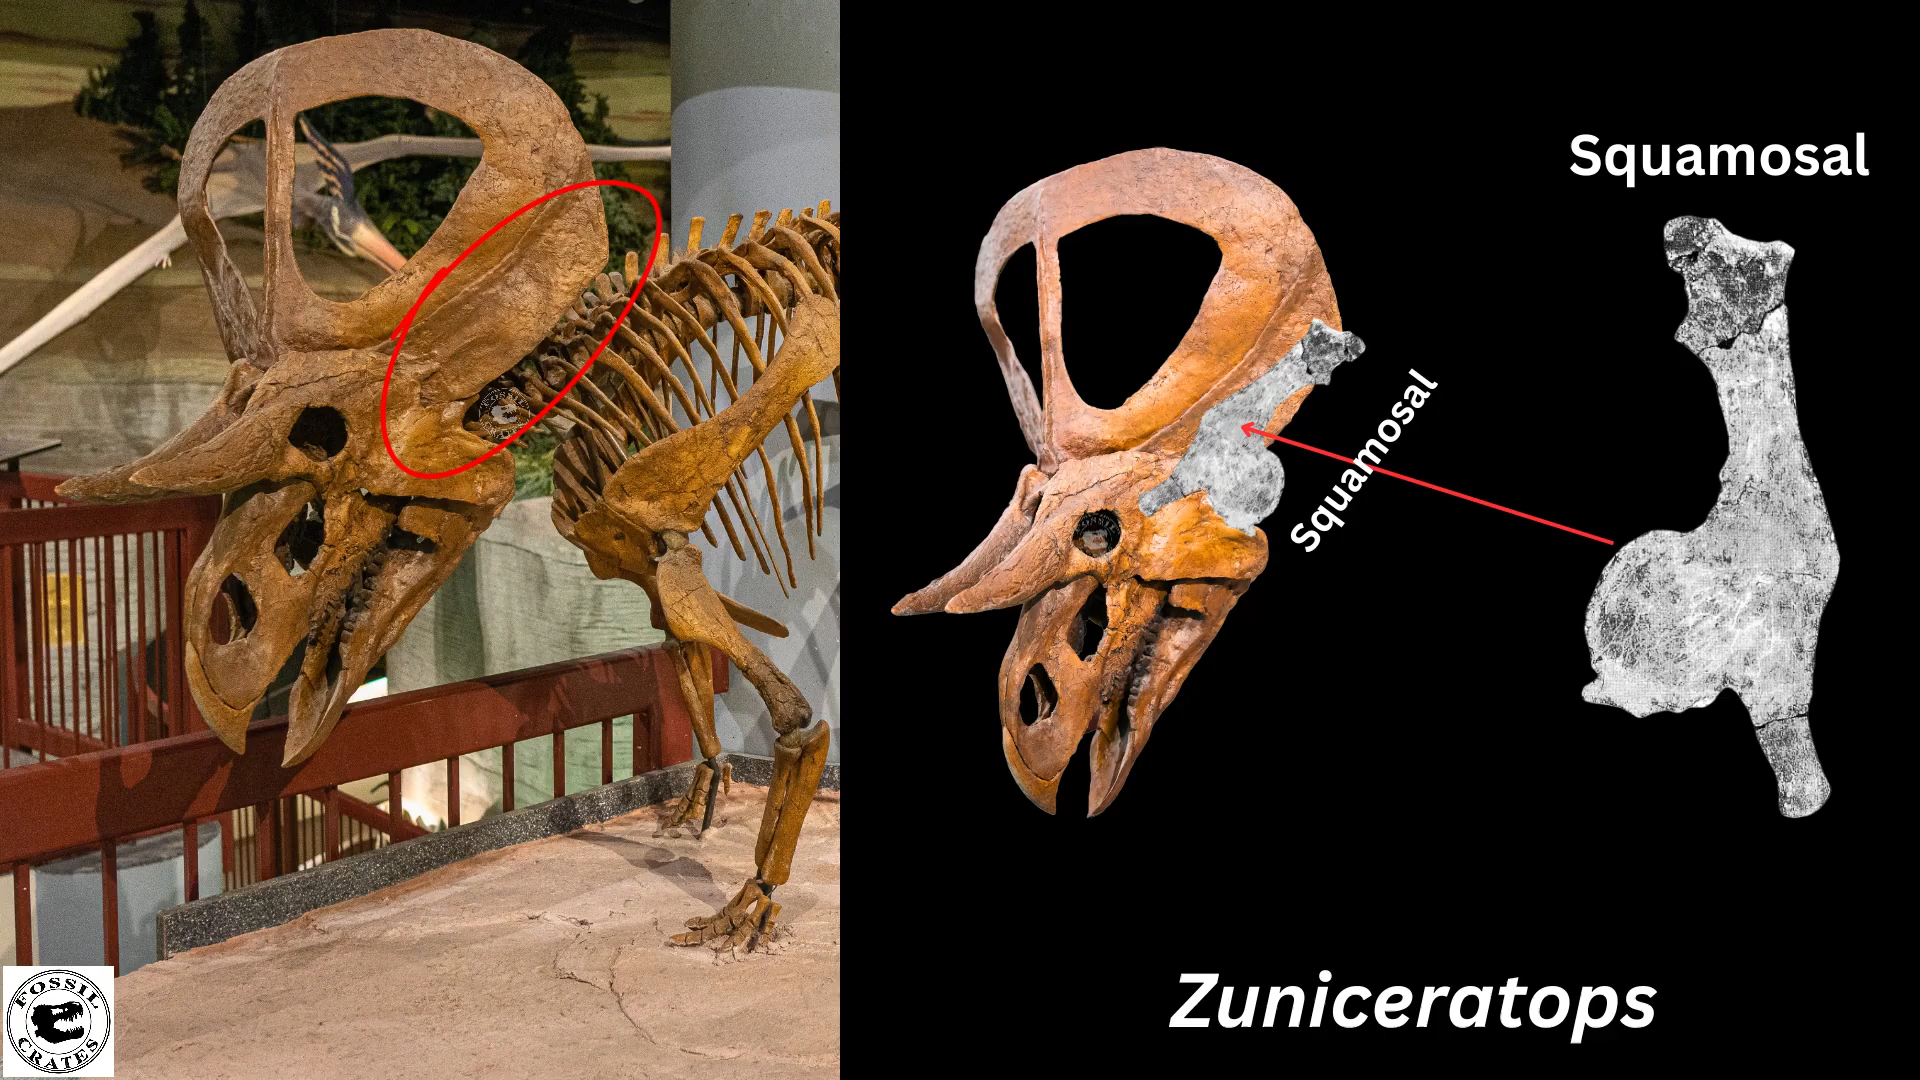 Squamosal
Squamosal
Zuniceratops
FOSSIL
CRATES